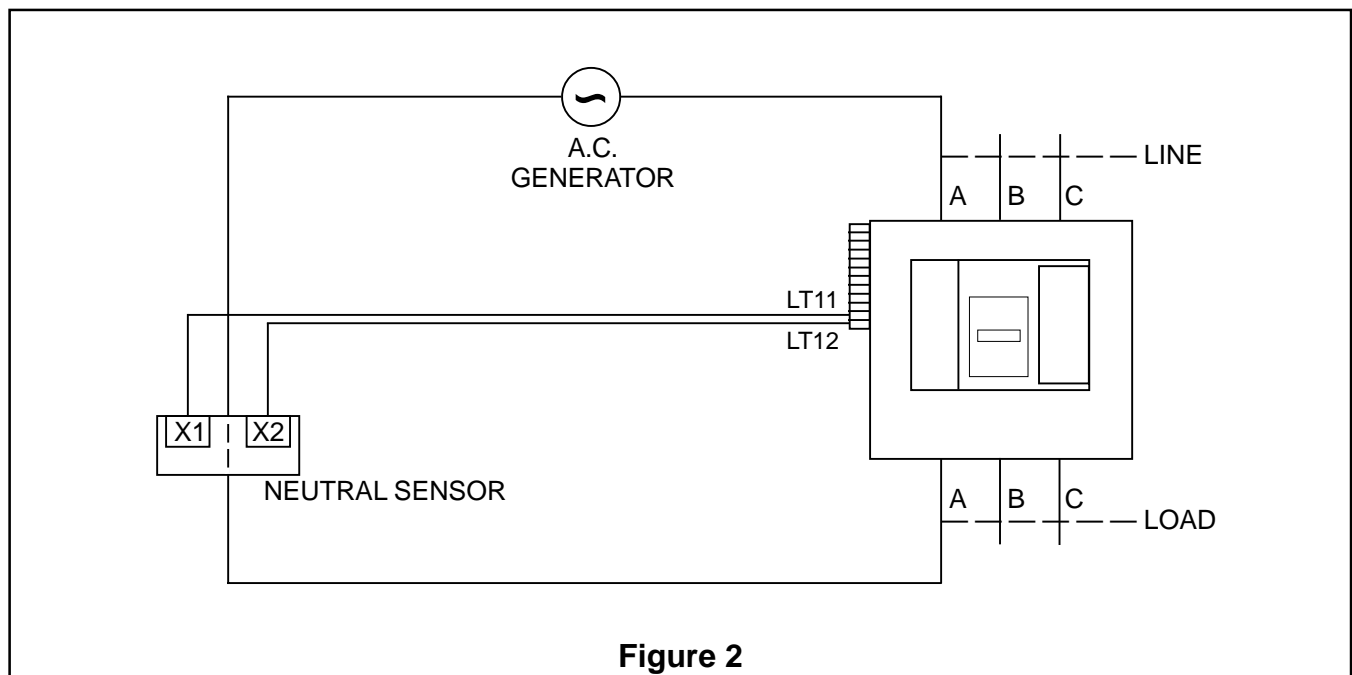 A.C.
GENERATOR
LINE
A B C
LT11
LT12
X1 X2
NEUTRAL SENSOR
A B C
LOAD
Figure 2